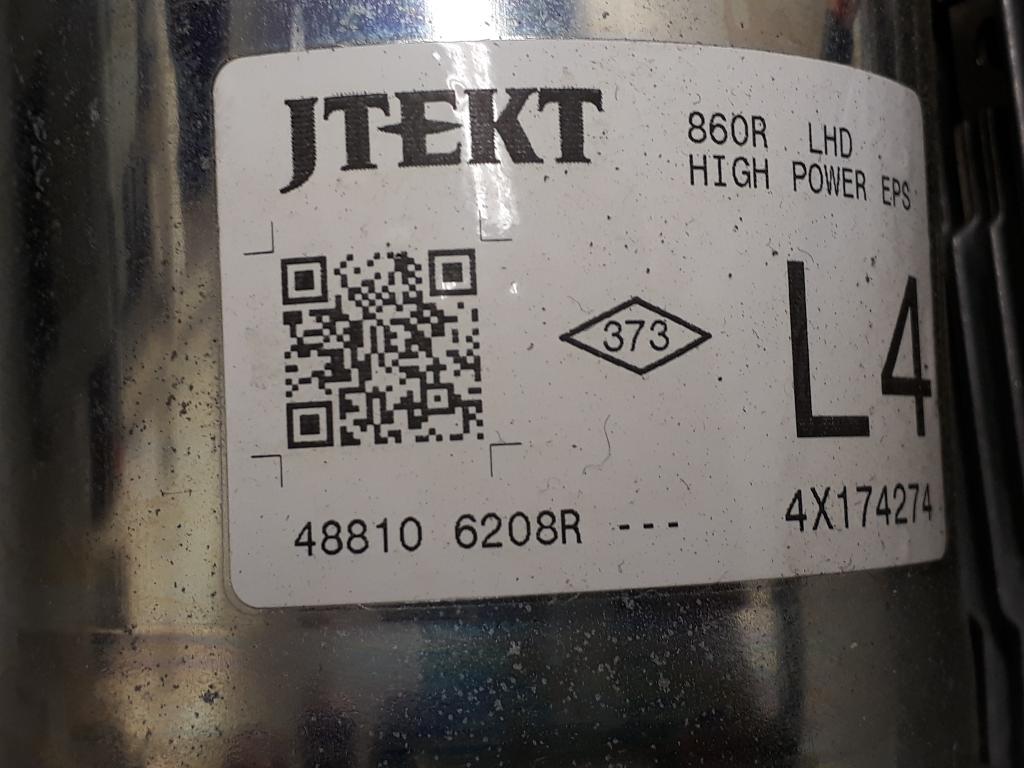 JTEKT
860R LHD
HIGH POWER EPS
373
L4
48810 6208R ---
4X174274